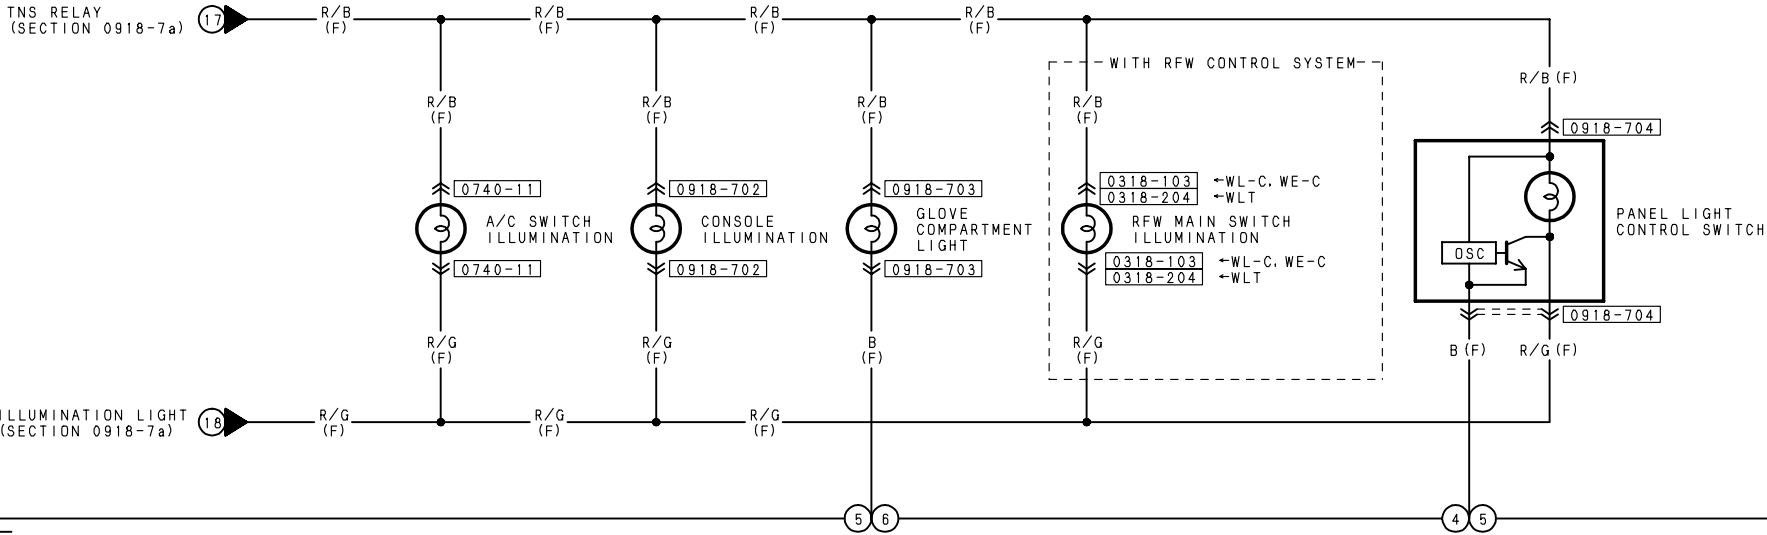 TNS RELAY
(SECTION 0918-7a)
17
R/B
(F)
R/B
(F)
R/B
(F)
R/B
(F)
WITH RFW CONTROL SYSTEM
R/B (F)
R/B
(F)
R/B
(F)
R/B
(F)
R/B
(F)
0918-704
0740-11
0918-702
0918-703
0318-103 ←WL-C, WE-C
0318-204 ←WLT
A/C SWITCH
ILLUMINATION
CONSOLE
ILLUMINATION
GLOVE
COMPARTMENT
LIGHT
RFW MAIN SWITCH
ILLUMINATION
PANEL LIGHT
CONTROL SWITCH
OSC
0740-11
0918-702
0918-703
0318-103 ←WL-C, WE-C
0318-204 ←WLT
0918-704
R/G
(F)
R/G
(F)
B
(F)
R/G
(F)
B (F)
R/G (F)
ILLUMINATION LIGHT
(SECTION 0918-7a)
18
R/G
(F)
R/G
(F)
R/G
(F)
5 6
4 5